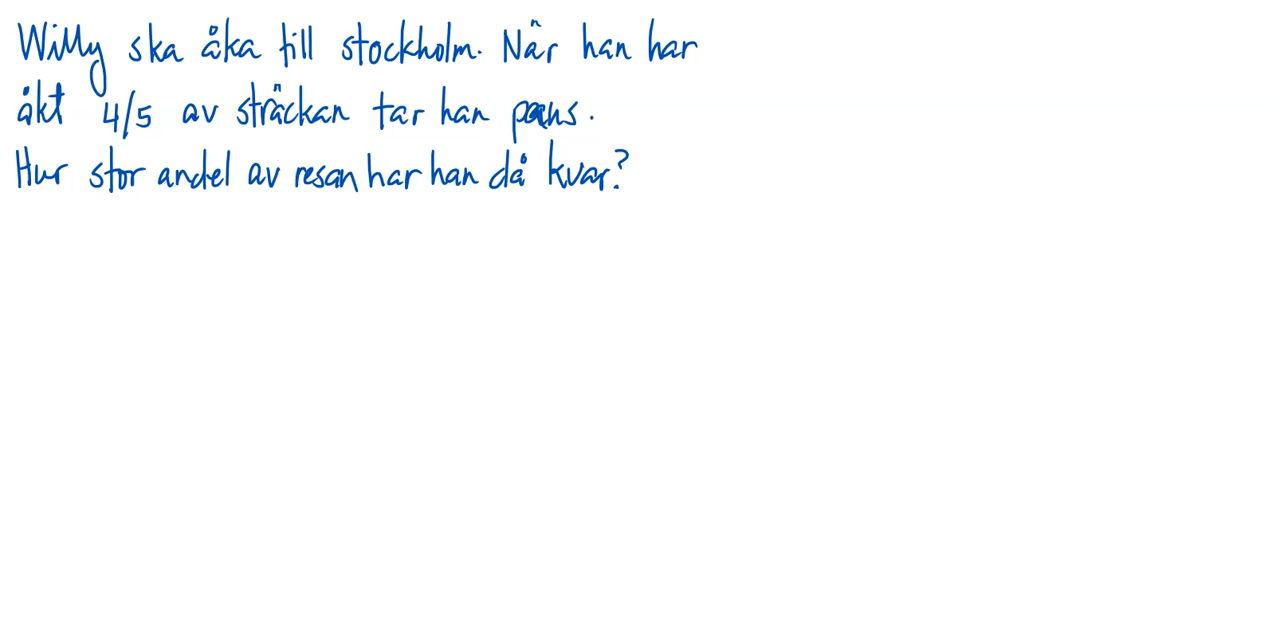 Willy ska åka till stockholm. När han har
åkt 4/5 av sträckan tar han paus.
Hur stor andel av resan har han då kvar?